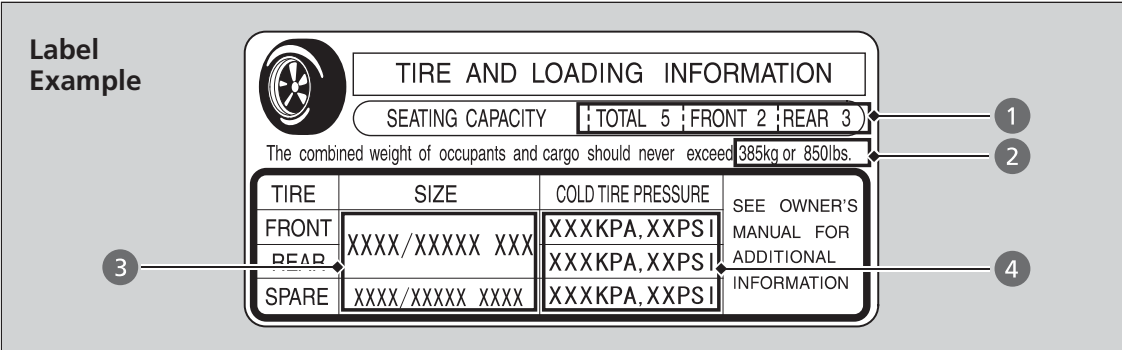 Label
Example
TIRE AND LOADING INFORMATION
SEATING CAPACITY TOTAL 5 FRONT 2 REAR 3
1
The combined weight of occupants and cargo should never exceed 385kg or 850lbs.
2
TIRE SIZE COLD TIRE PRESSURE
SEE OWNER'S
MANUAL FOR
ADDITIONAL
INFORMATION
FRONT XXXX/XXXXX XXX XXXKPA,XXPSI
3
REAR XXXKPA,XXPSI
4
SPARE XXXX/XXXXX XXXX XXXKPA,XXPSI